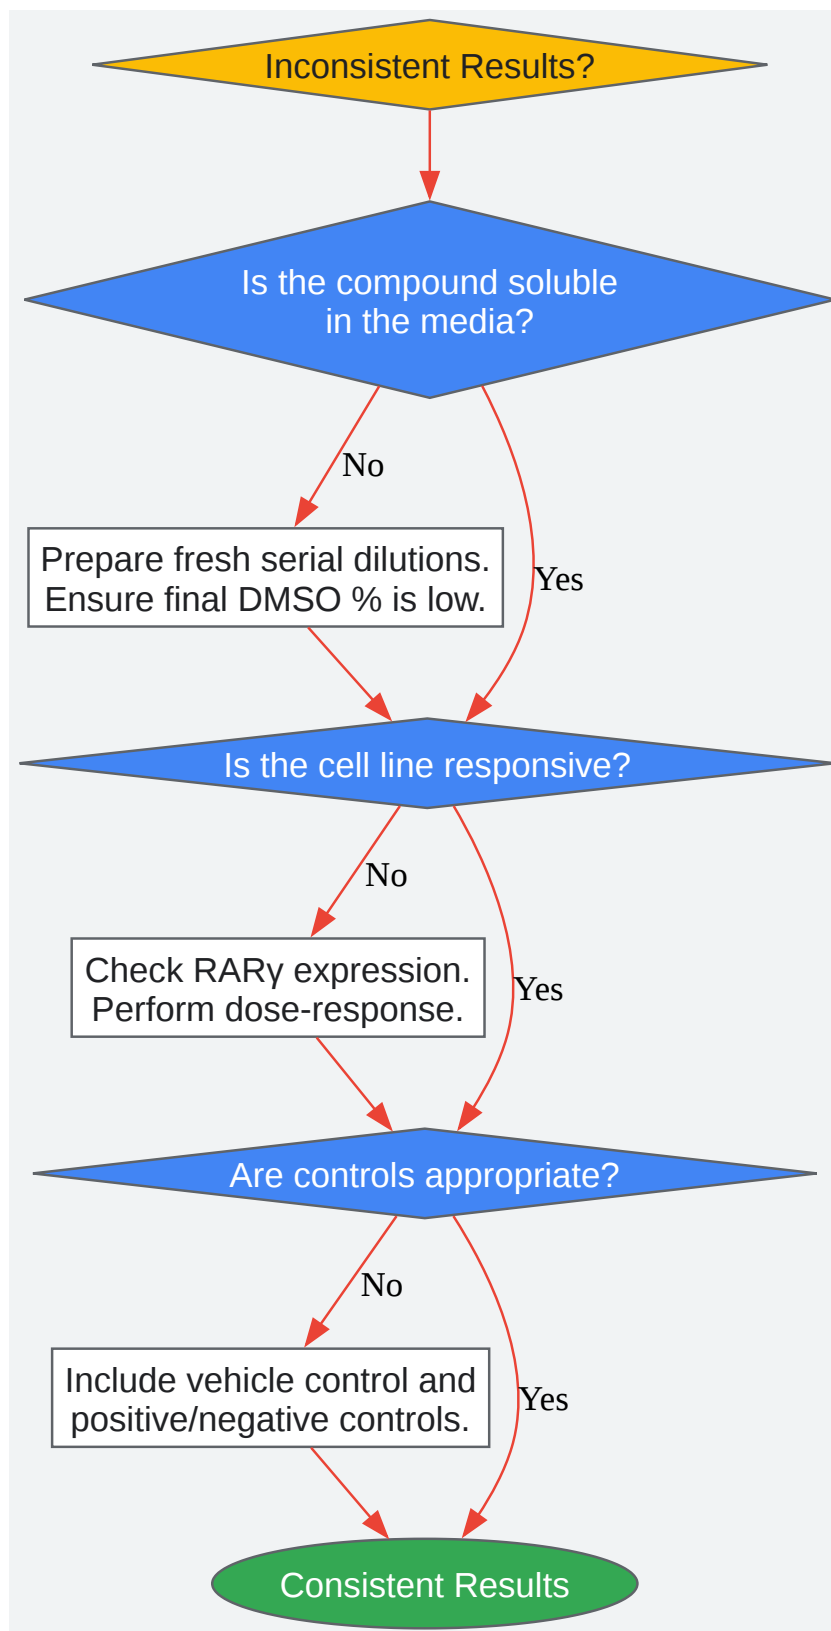 Inconsistent Results?
Is the compound soluble
in the media?
No
Prepare fresh serial dilutions.
Ensure final DMSO % is low.
Yes
Is the cell line responsive?
No
Check RARγ expression.
Perform dose-response.
Yes
Are controls appropriate?
No
Include vehicle control and
positive/negative controls.
Yes
Consistent Results